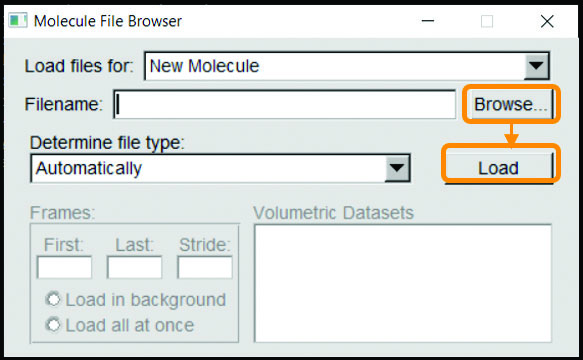 Molecule File Browser
Load files for: New Molecule
Filename: Browse...
Determine file type:
Automatically
Load
Frames:
Volumetric Datasets
First: Last: Stride:
Load in background
Load all at once